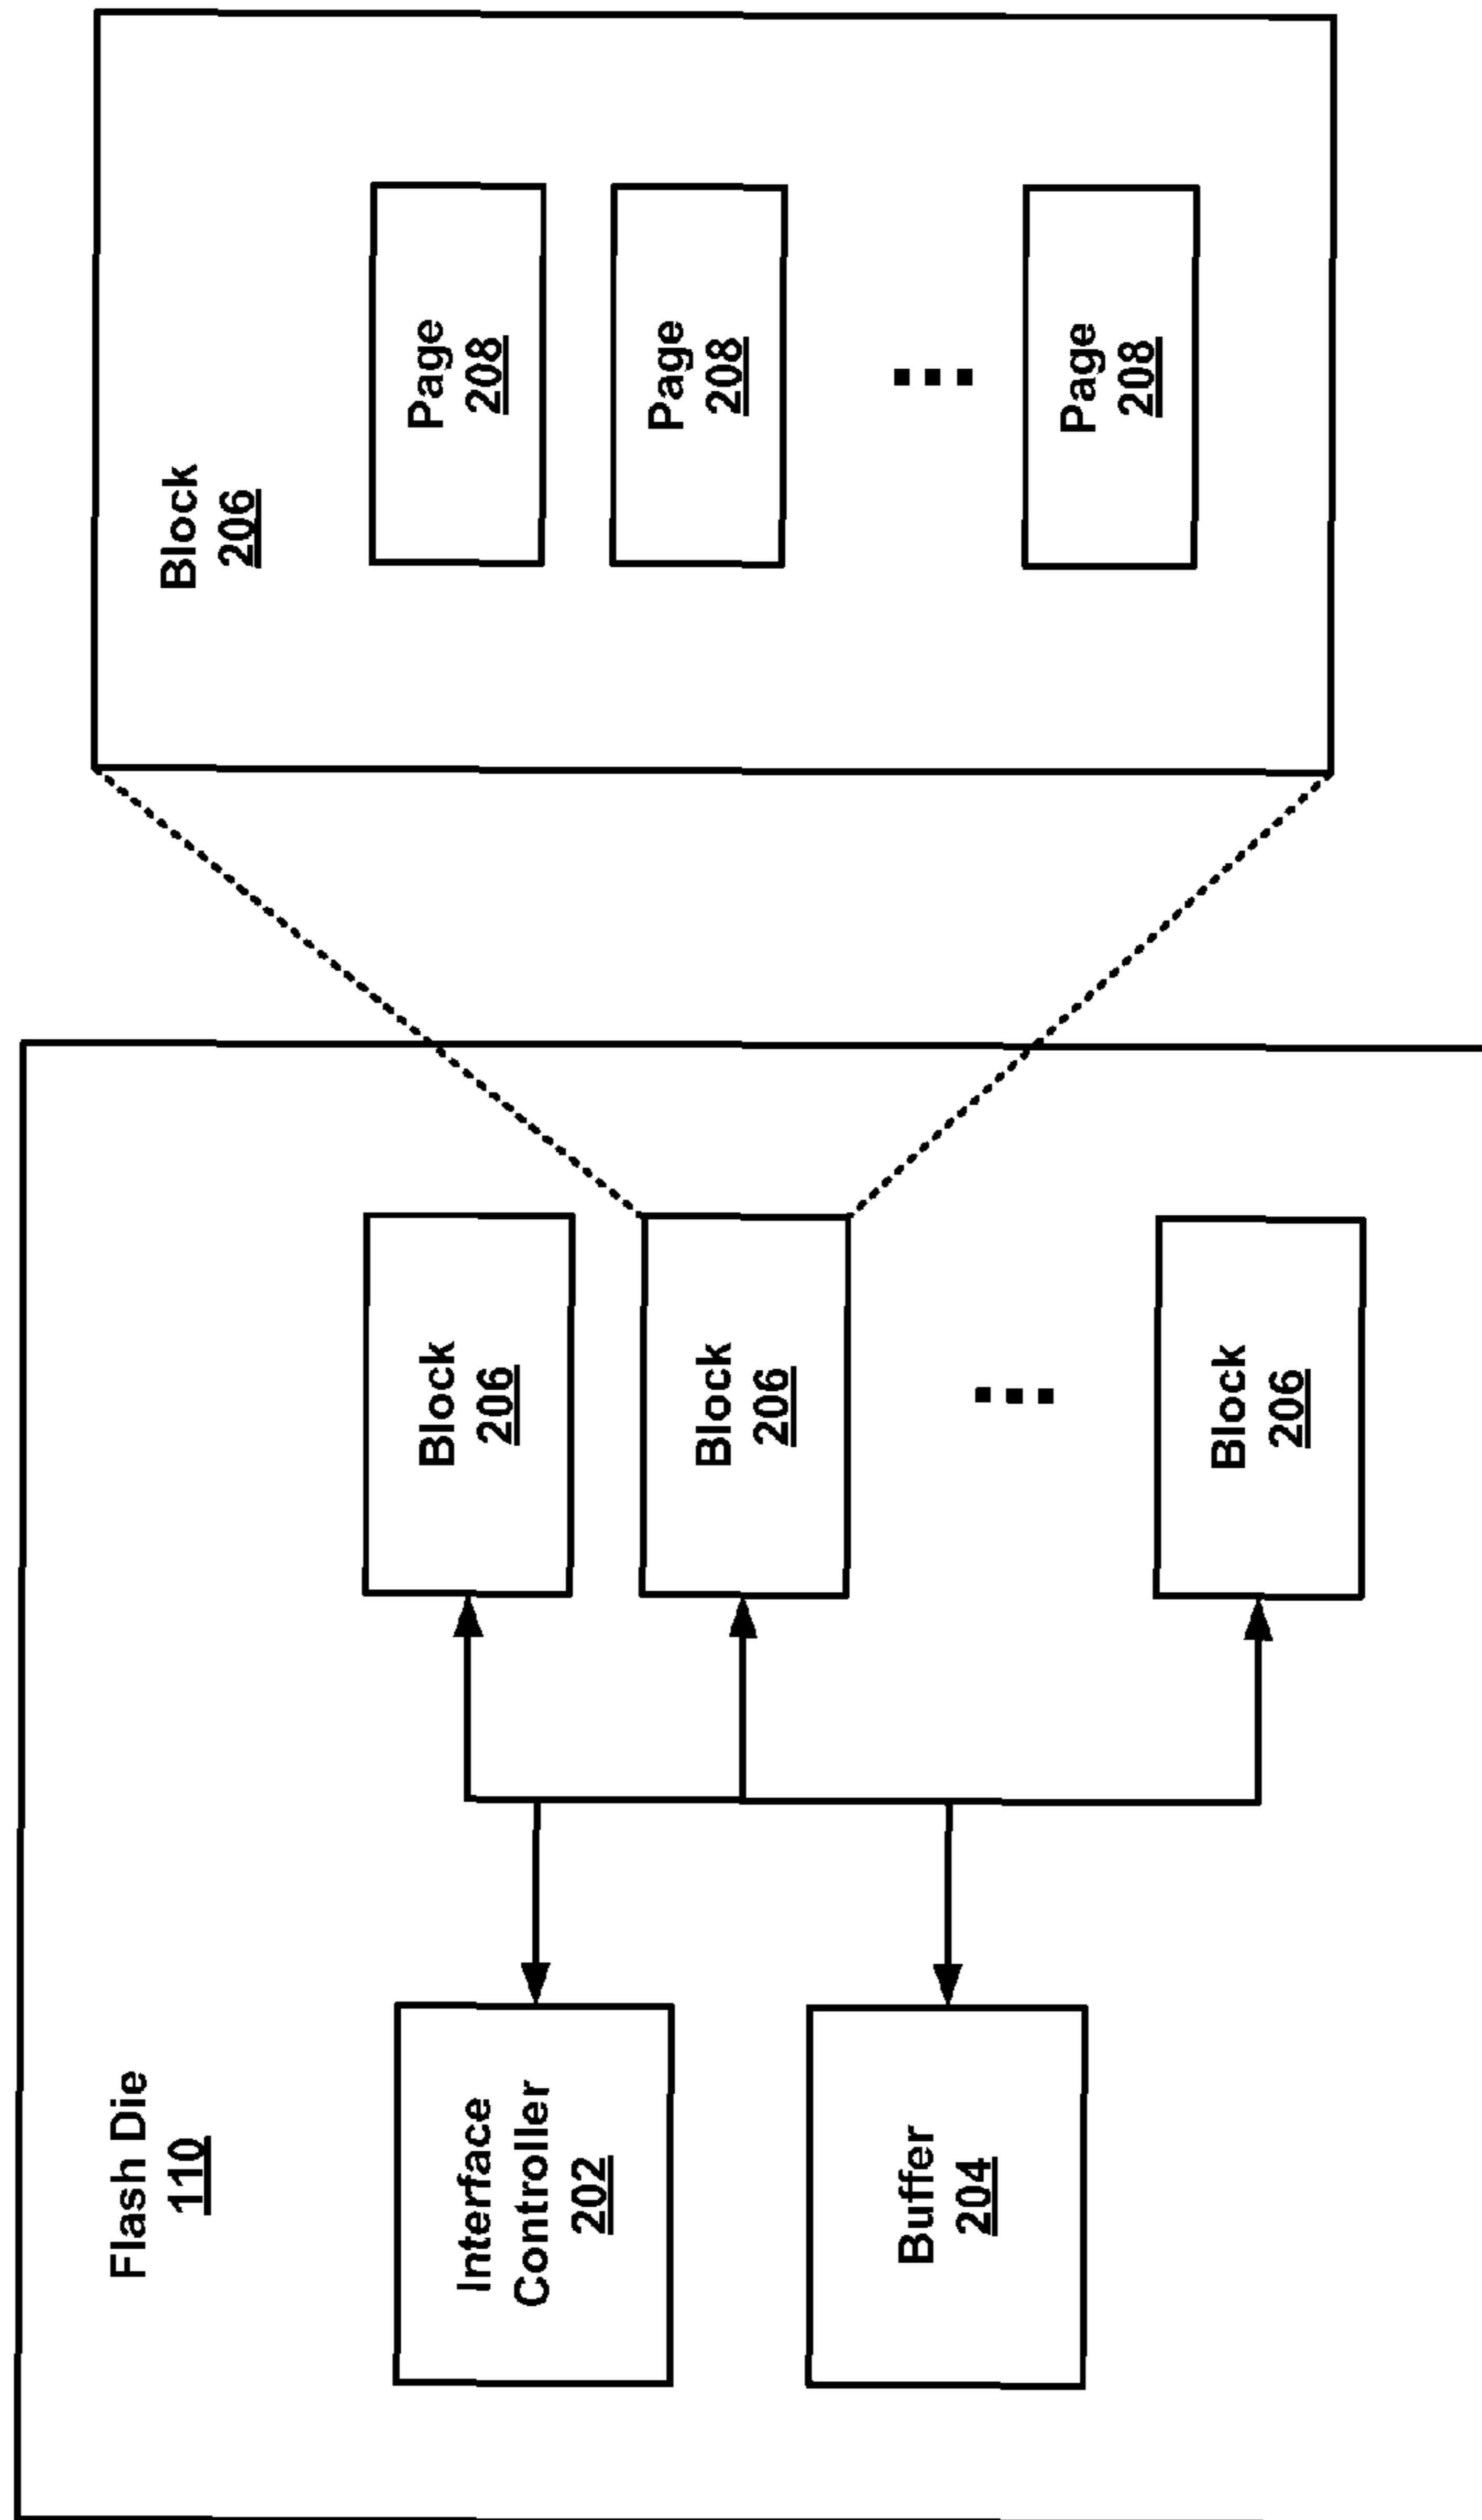 Flash Die
110
Interface
Controller
202
Buffer
204
Block
206
Block
206
Block
206
Block
206
Page
208
Page
208
Page
208